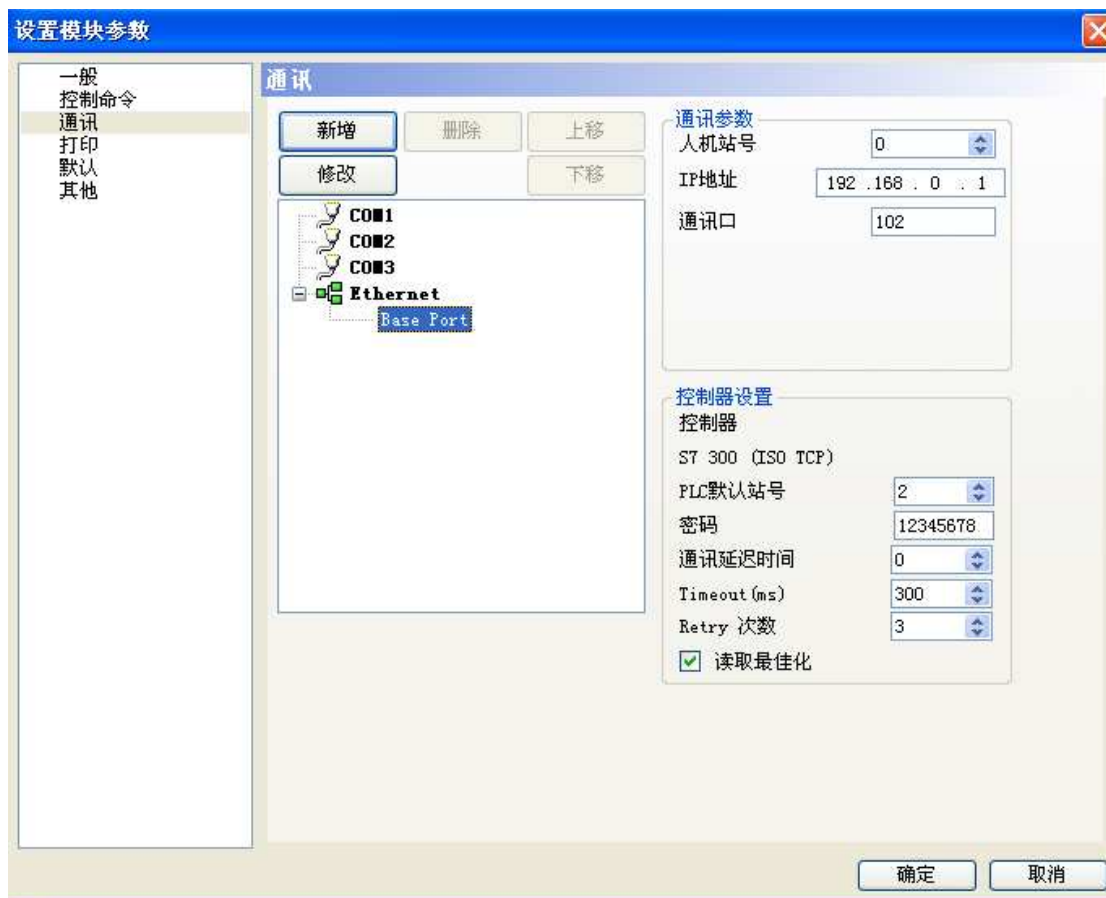 设置模块参数
一般
控制命令
通讯
打印
默认
其他
通讯
新增
删除
上移
修改
下移
COM1
COM2
COM3
Ethernet
Base Port
通讯参数
人机站号
0
IP地址
192 .168 . 0 . 1
通讯口
102
控制器设置
控制器
S7 300 (ISO TCP)
PLC默认站号
2
密码
12345678
通讯延迟时间
0
Timeout(ms)
300
Retry 次数
3
读取最佳化
确定
取消